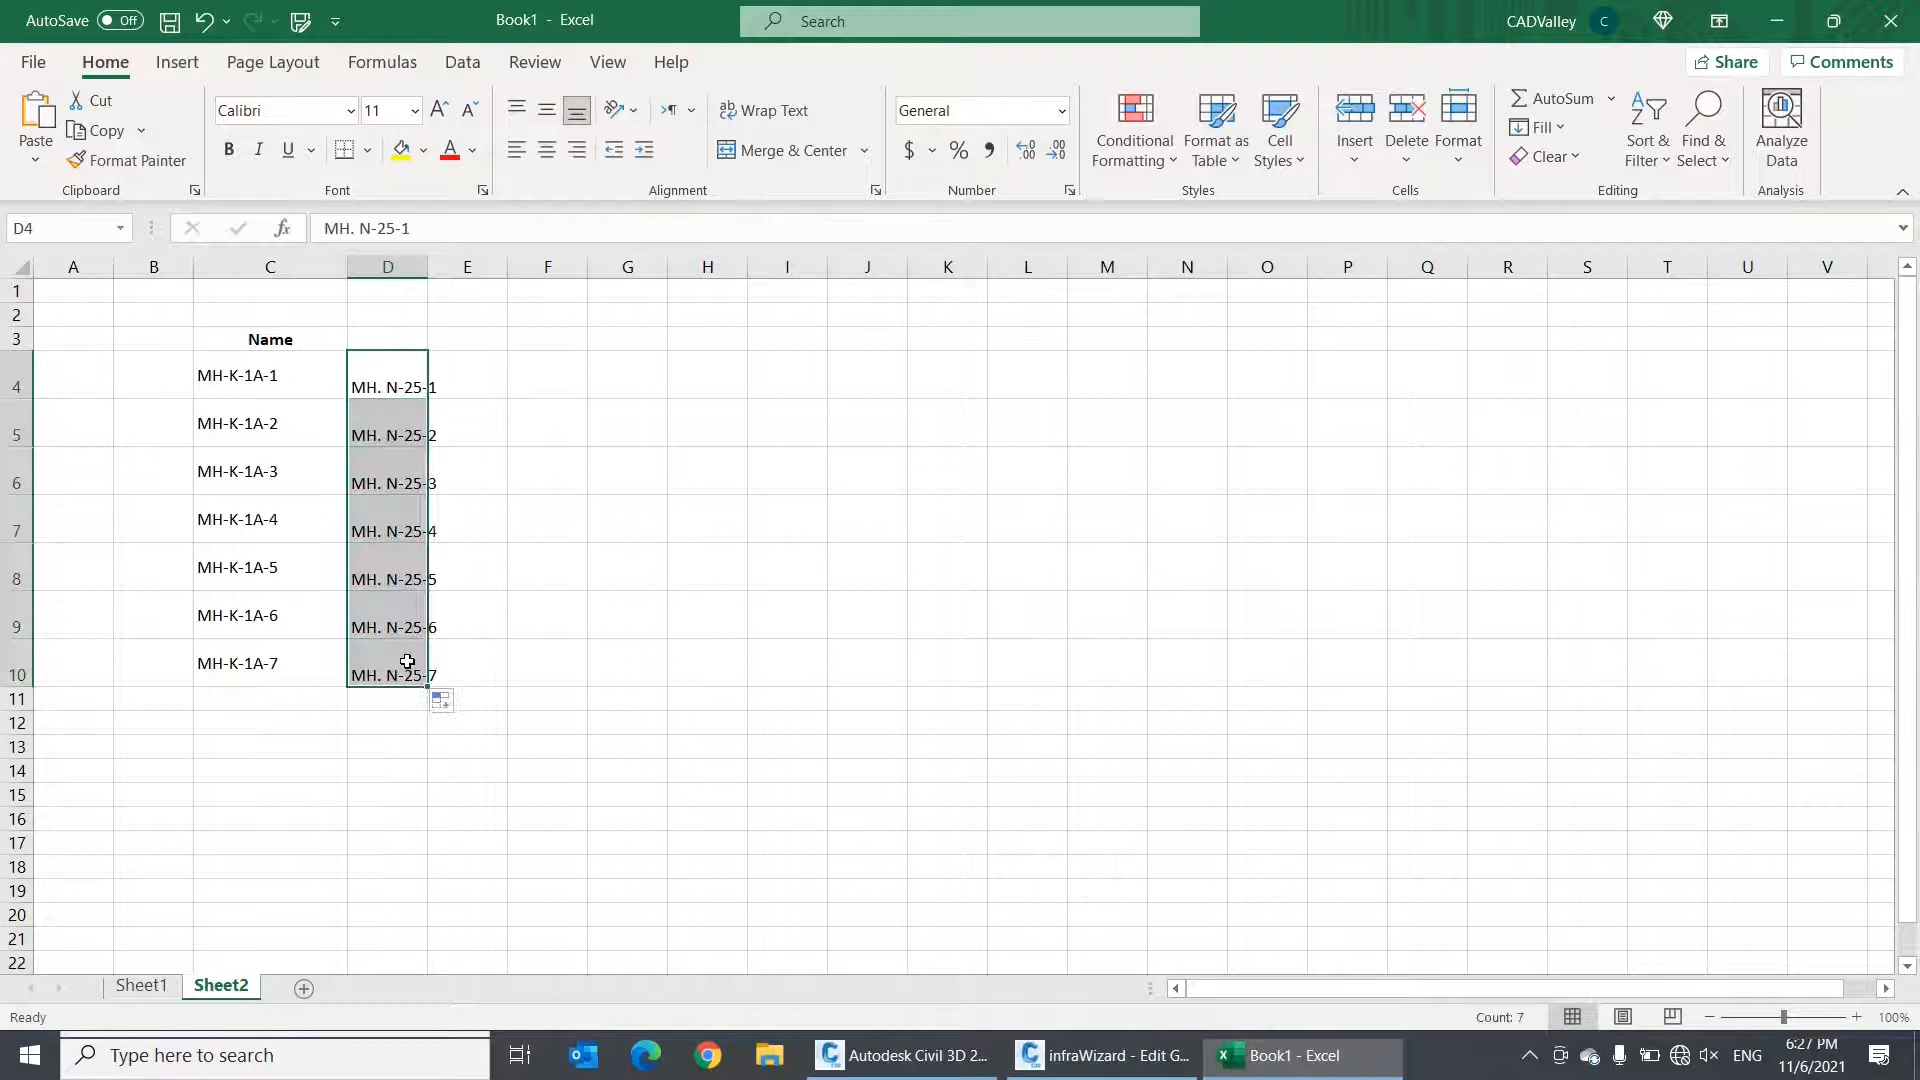 AutoSave Off Book1 - Excel Search CADValley C
File Home Insert Page Layout Formulas Data Review View Help Share Comments
Paste Cut Copy Format Painter Clipboard
Calibri 11 B I U A Font
ab Wrap Text Merge & Center Alignment
General $ % Number
Conditional Formatting Format as Table Cell Styles Styles
Insert Delete Format Cells
AutoSum Fill Clear Sort & Filter Find & Select Editing
Analyze Data Analysis
D4 fx MH. N-25-1
A B C D E F G H I J K L M N O P Q R S T U V
1
2
3 Name
4 MH-K-1A-1 MH. N-25-1
5 MH-K-1A-2 MH. N-25-2
6 MH-K-1A-3 MH. N-25-3
7 MH-K-1A-4 MH. N-25-4
8 MH-K-1A-5 MH. N-25-5
9 MH-K-1A-6 MH. N-25-6
10 MH-K-1A-7 MH. N-25-7
11
12
13
14
15
16
17
18
19
20
21
22
Sheet1 Sheet2
Ready Count: 7 100%
Type here to search Autodesk Civil 3D 2... infraWizard - Edit G... Book1 - Excel ENG 6:27 PM
11/6/2021